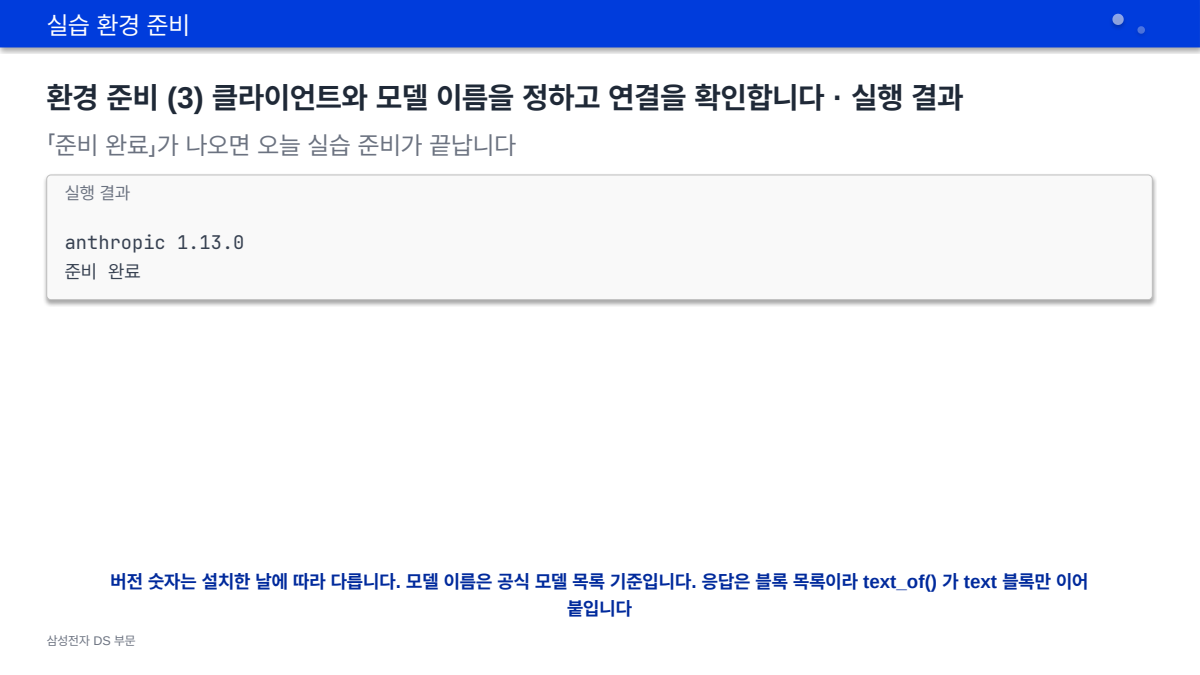 실습 환경 준비
환경 준비 (3) 클라이언트와 모델 이름을 정하고 연결을 확인합니다 · 실행 결과
「준비 완료」가 나오면 오늘 실습 준비가 끝납니다
실행 결과
anthropic 1.13.0
준비 완료
버전 숫자는 설치한 날에 따라 다릅니다. 모델 이름은 공식 모델 목록 기준입니다. 응답은 블록 목록이라 text_of() 가 text 블록만 이어
붙입니다
삼성전자 DS 부문